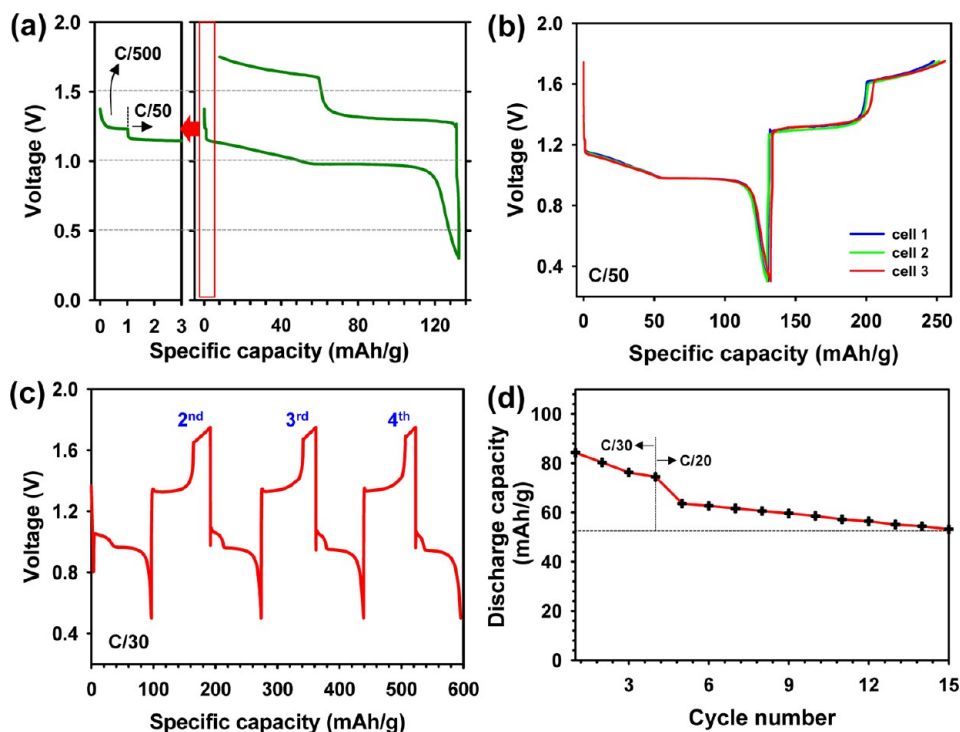 (a)
2.0
1.5
1.0
0.5
0.0
Voltage (V)
C/500
C/50
0 1 3 0 40 80 120
Specific capacity (mAh/g)
(b)
1.6
1.2
0.8
0.4
Voltage (V)
cell 1
cell 2
cell 3
C/50
0 50 100 150 200 250
Specific capacity (mAh/g)
(c)
2.0
1.6
1.2
0.8
0.4
Voltage (V)
2nd 3rd 4th
C/30
0 100 200 300 400 500 600
Specific capacity (mAh/g)
(d)
100
80
60
40
20
0
Discharge capacity
(mAh/g)
C/30
C/20
3 6 9 12 15
Cycle number